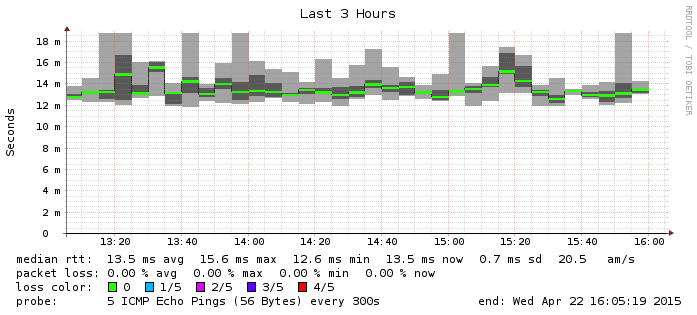 Last 3 Hours
RRDTOOL / TOBI OETIKER
Seconds
18 m
16 m
14 m
12 m
10 m
8 m
6 m
4 m
2 m
0
13:20 13:40 14:00 14:20 14:40 15:00 15:20 15:40 16:00
median rtt: 13.5 ms avg 15.6 ms max 12.6 ms min 13.5 ms now 0.7 ms sd 20.5 am/s
packet loss: 0.00 % avg 0.00 % max 0.00 % min 0.00 % now
loss color: 0 1/5 2/5 3/5 4/5
probe: 5 ICMP Echo Pings (56 Bytes) every 300s end: Wed Apr 22 16:05:19 2015